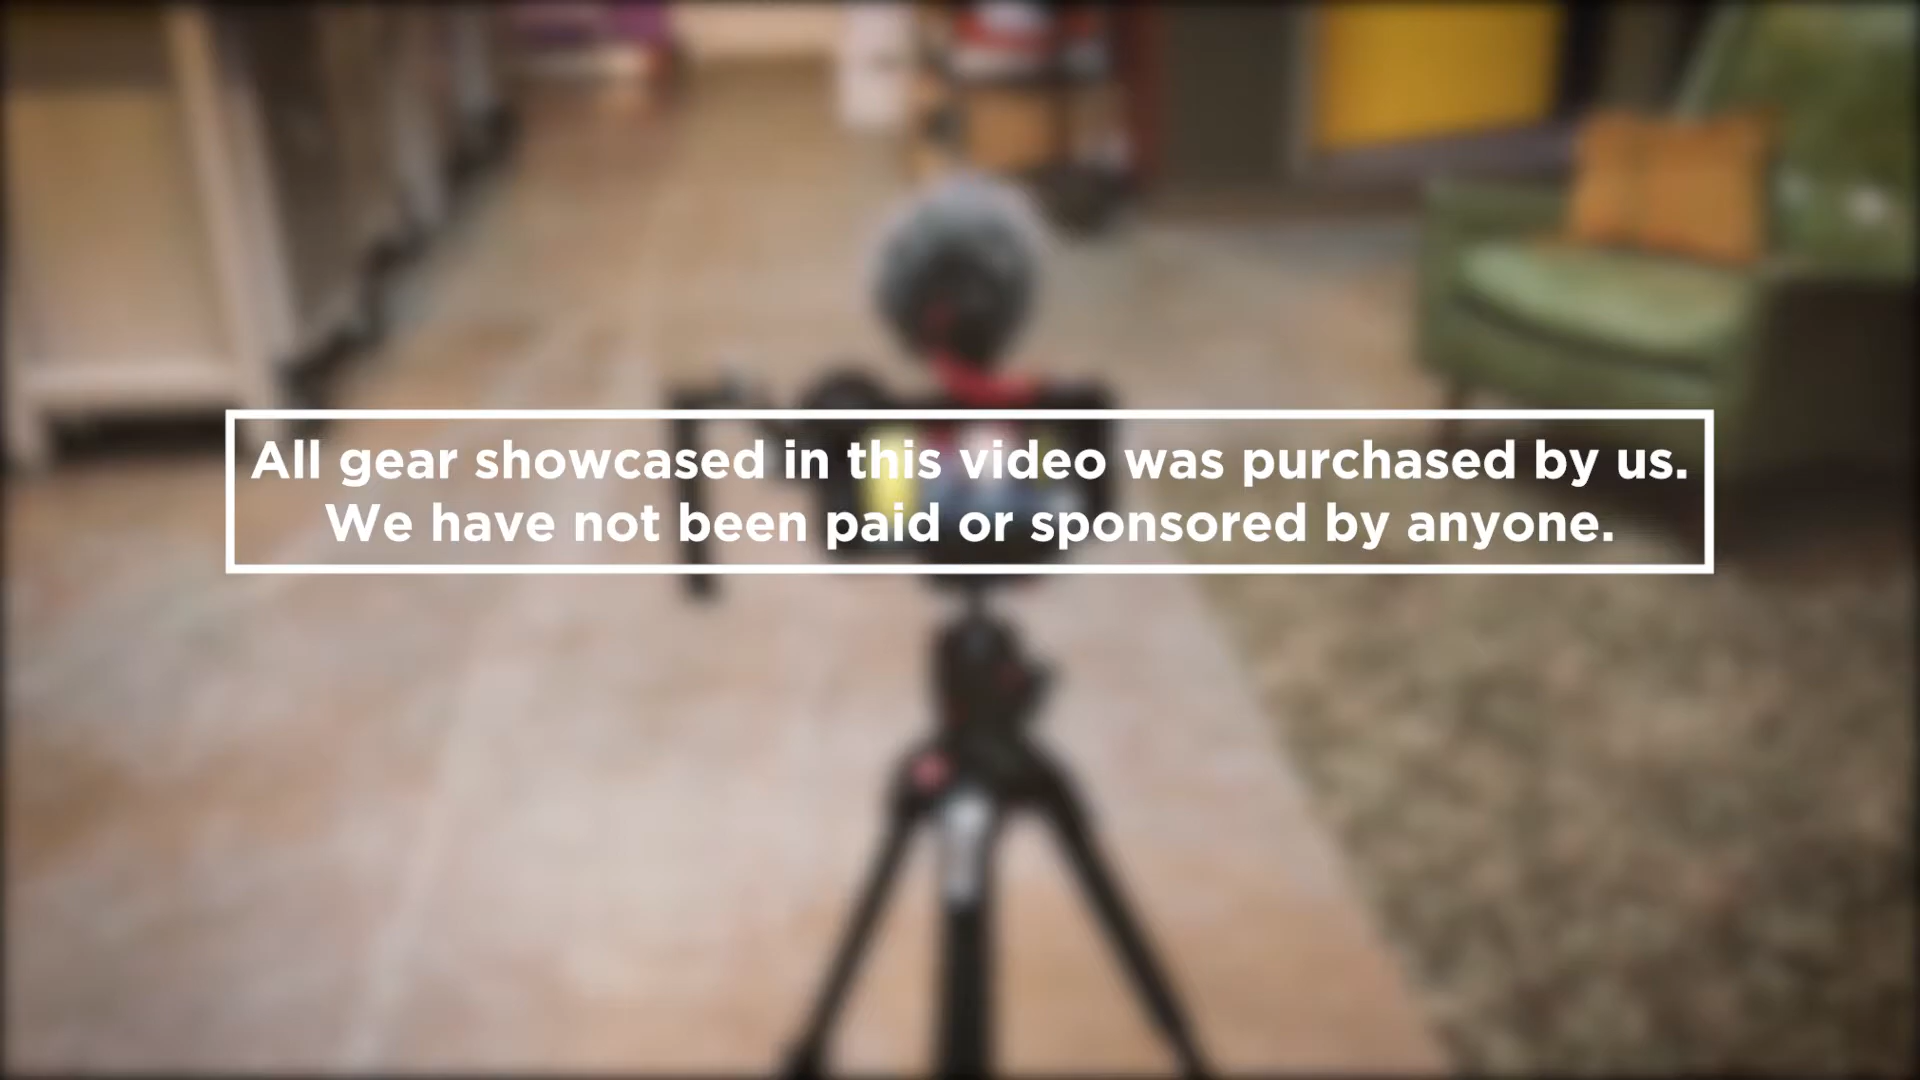 All gear showcased in this video was purchased by us.
We have not been paid or sponsored by anyone.